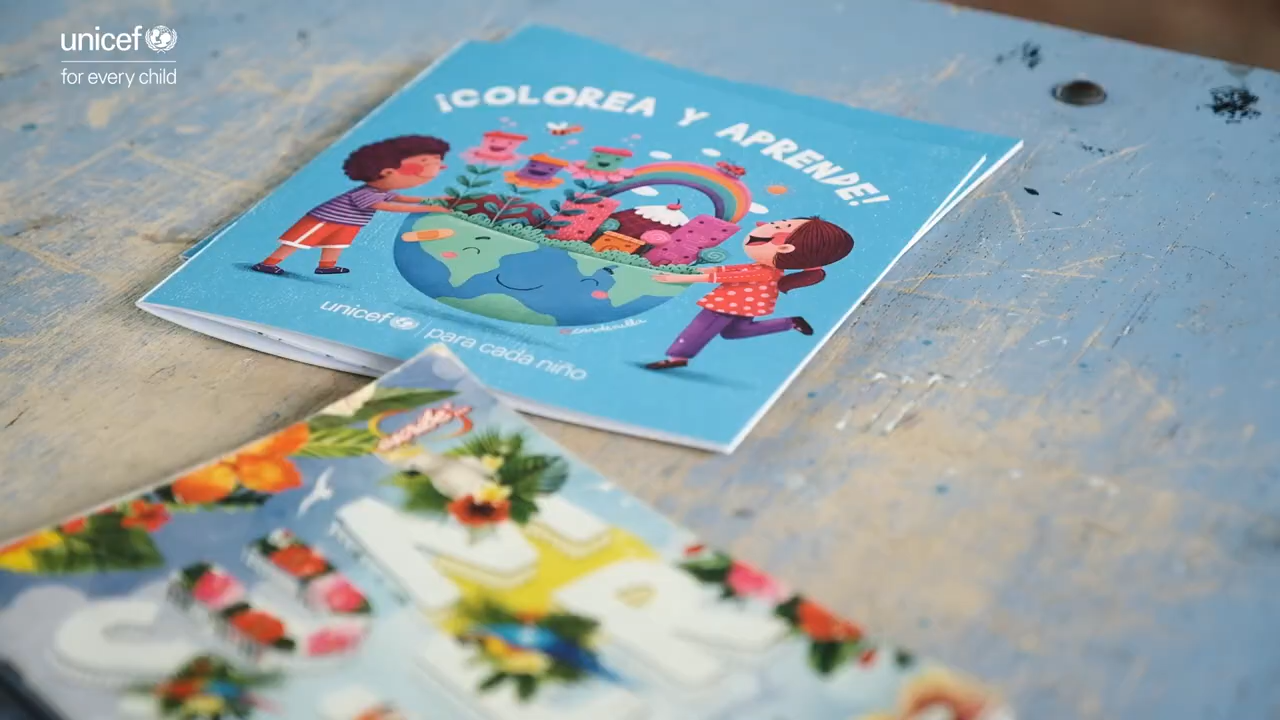 unicef
for every child
¡COLOREA Y APRENDE!
unicef | para cada niño